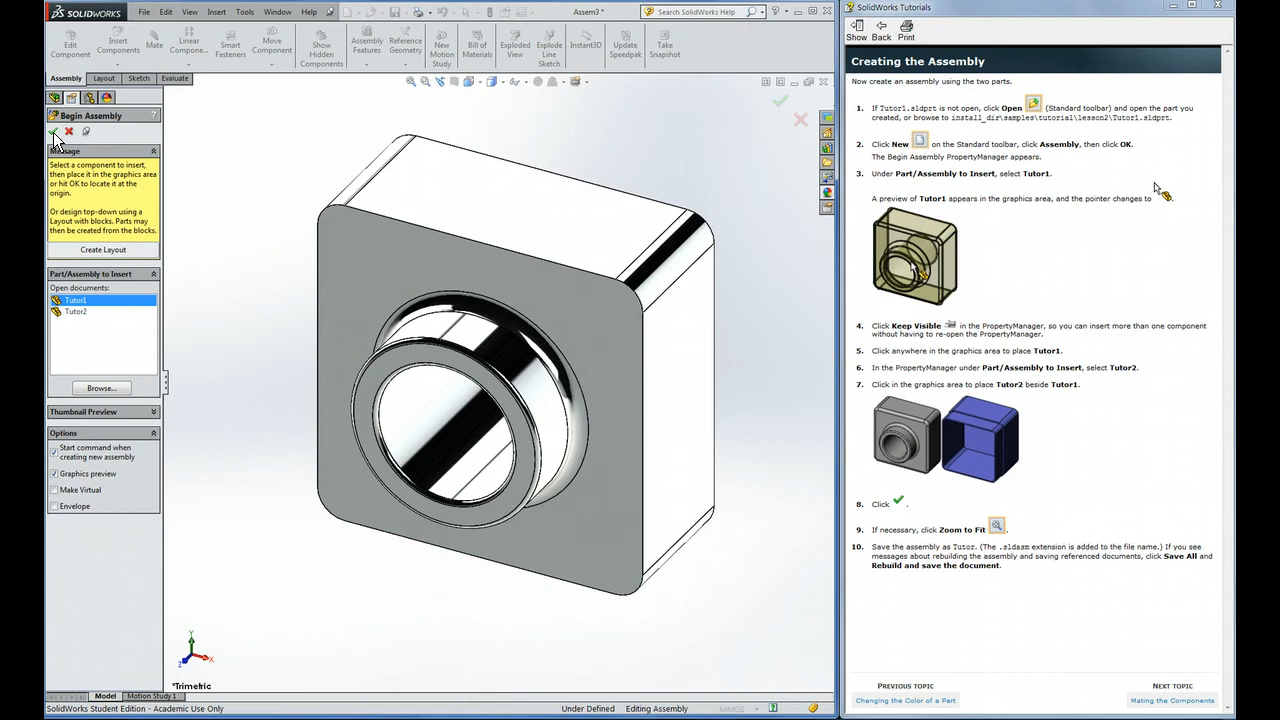 SOLIDWORKS
File Edit View Insert Tools Window Help
Assem3 *
Search SolidWorks Help
Edit Component
Insert Components
Mate
Linear Compone...
Smart Fasteners
Move Component
Show Hidden Components
Assembly Features
Reference Geometry
New Motion Study
Bill of Materials
Exploded View
Explode Line Sketch
Instant3D
Update Speedpak
Take Snapshot
Assembly Layout Sketch Evaluate
Begin Assembly ?
Message
Select a component to insert,
then place it in the graphics area
or hit OK to locate it at the
origin.
Or design top-down using a
Layout with blocks. Parts may
then be created from the blocks.
Create Layout
Part/Assembly to Insert
Open documents:
Tutor1
Tutor2
Browse...
Thumbnail Preview
Options
Start command when
creating new assembly
Graphics preview
Make Virtual
Envelope
Y
X
Z
*Trimetric
Model Motion Study 1
SolidWorks Student Edition - Academic Use Only
Under Defined Editing Assembly MMGS
SolidWorks Tutorials
Show Back Print
Creating the Assembly
Now create an assembly using the two parts.
1. If Tutor1.sldprt is not open, click Open (Standard toolbar) and open the part you
created, or browse to install_dir\samples\tutorial\lesson2\Tutor1.sldprt.
2. Click New on the Standard toolbar, click Assembly, then click OK.
The Begin Assembly PropertyManager appears.
3. Under Part/Assembly to Insert, select Tutor1.
A preview of Tutor1 appears in the graphics area, and the pointer changes to .
4. Click Keep Visible in the PropertyManager, so you can insert more than one component
without having to re-open the PropertyManager.
5. Click anywhere in the graphics area to place Tutor1.
6. In the PropertyManager under Part/Assembly to Insert, select Tutor2.
7. Click in the graphics area to place Tutor2 beside Tutor1.
8. Click .
9. If necessary, click Zoom to Fit .
10. Save the assembly as Tutor. (The .sldasm extension is added to the file name.) If you see
messages about rebuilding the assembly and saving referenced documents, click Save All and
Rebuild and save the document.
PREVIOUS TOPIC NEXT TOPIC
Changing the Color of a Part Mating the Components